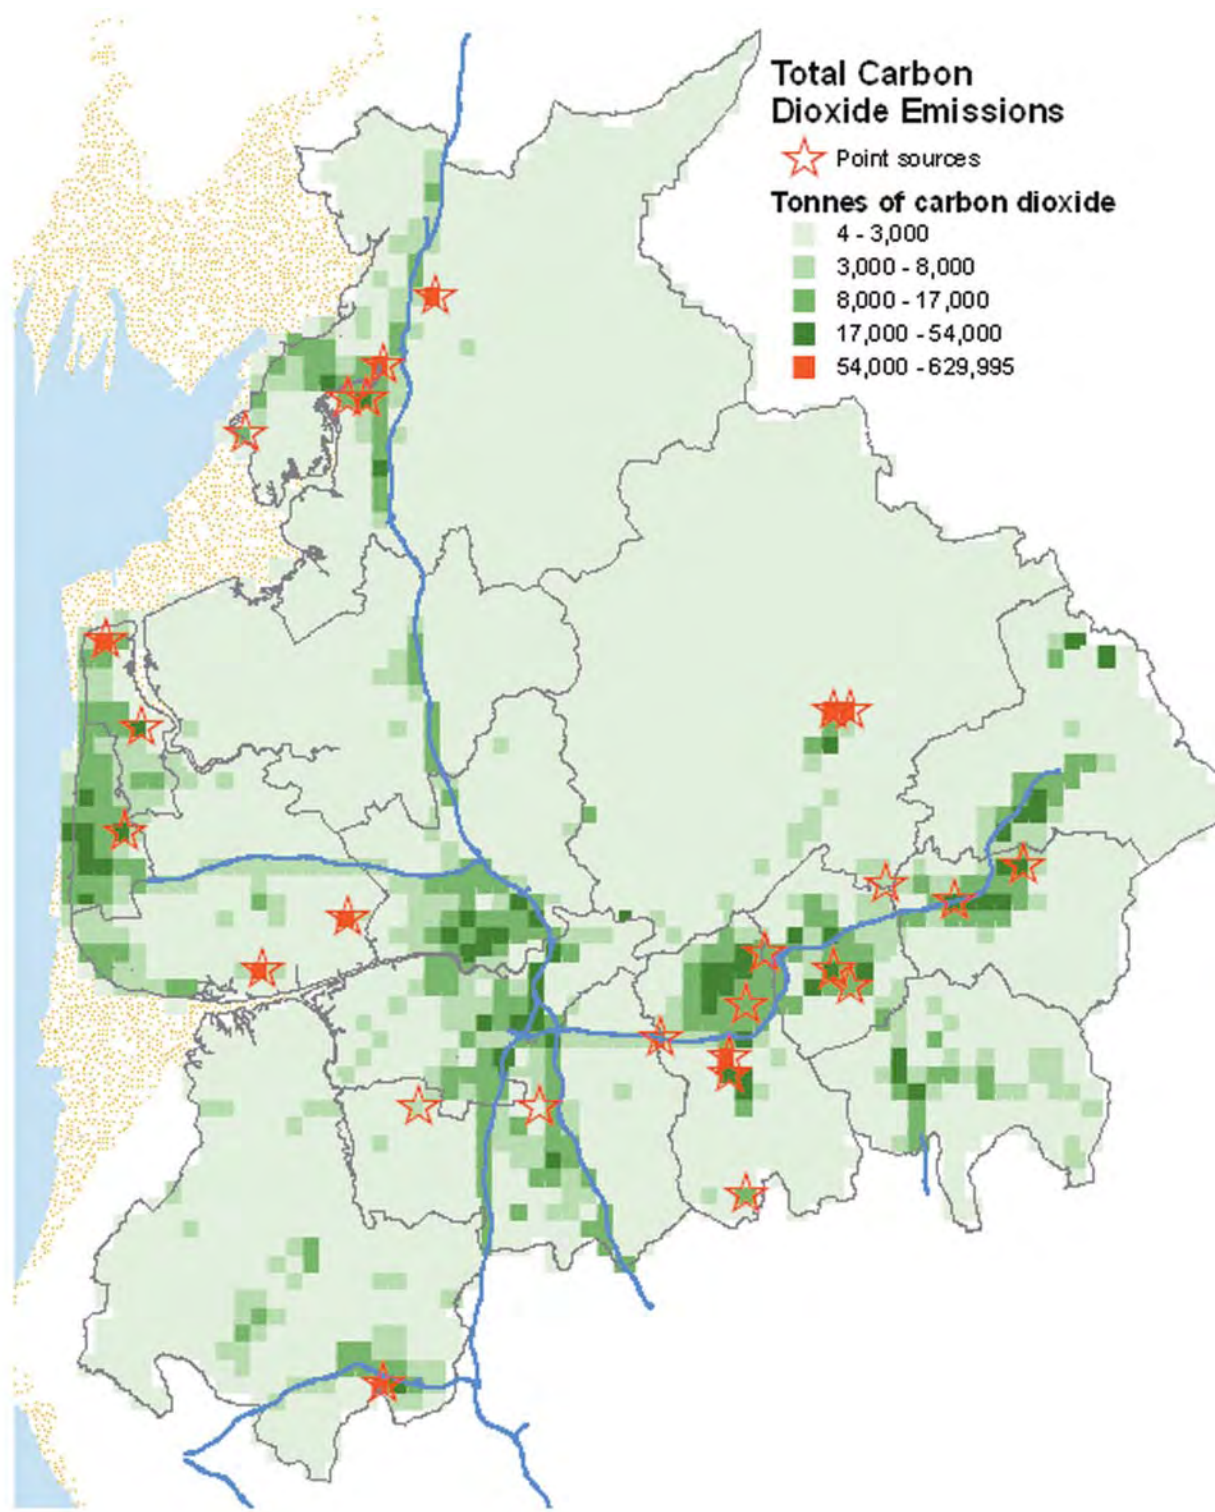 Total Carbon
Dioxide Emissions
Point sources
Tonnes of carbon dioxide
4 - 3,000
3,000 - 8,000
8,000 - 17,000
17,000 - 54,000
54,000 - 629,995